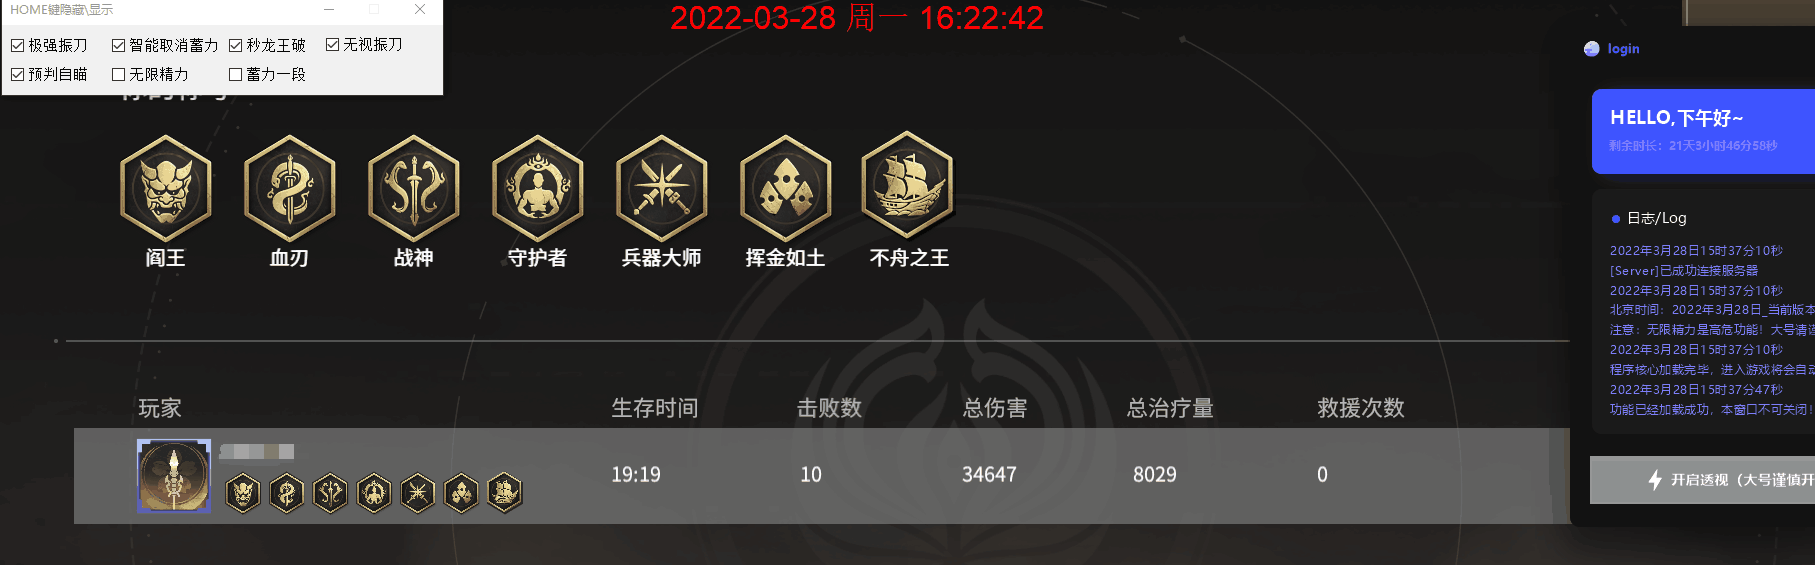 HOME键隐藏\显示
极强振刀 智能取消蓄力 秒龙王破 无视振刀
预判自瞄 无限精力 蓄力一段
2022-03-28 周一 16:22:42
阎王 血刃 战神 守护者 兵器大师 挥金如土 不舟之王
玩家 生存时间 击败数 总伤害 总治疗量 救援次数
19:19 10 34647 8029 0
login
HELLO,下午好~
剩余时长：21天3小时46分58秒
日志/Log
2022年3月28日15时37分10秒
[Server]已成功连接服务器
2022年3月28日15时37分10秒
北京时间：2022年3月28日_当前版本
注意：无限精力是高危功能！大号请谨
2022年3月28日15时37分10秒
程序核心加载完毕，进入游戏将会自动
2022年3月28日15时37分47秒
功能已经加载成功，本窗口不可关闭！
开启透视（大号谨慎开